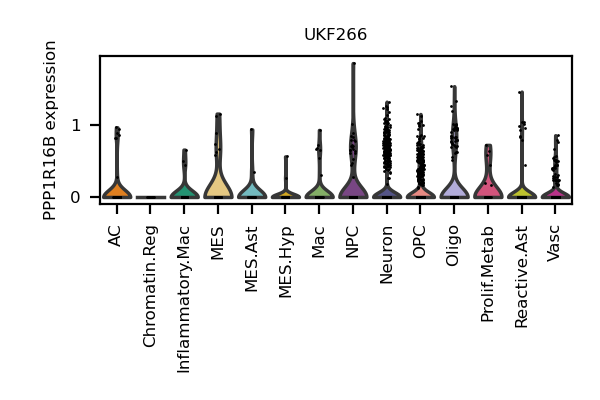 UKF266
PPP1R16B expression
1
0
AC
Chromatin.Reg
Inflammatory.Mac
MES
MES.Ast
MES.Hyp
Mac
NPC
Neuron
OPC
Oligo
Prolif.Metab
Reactive.Ast
Vasc